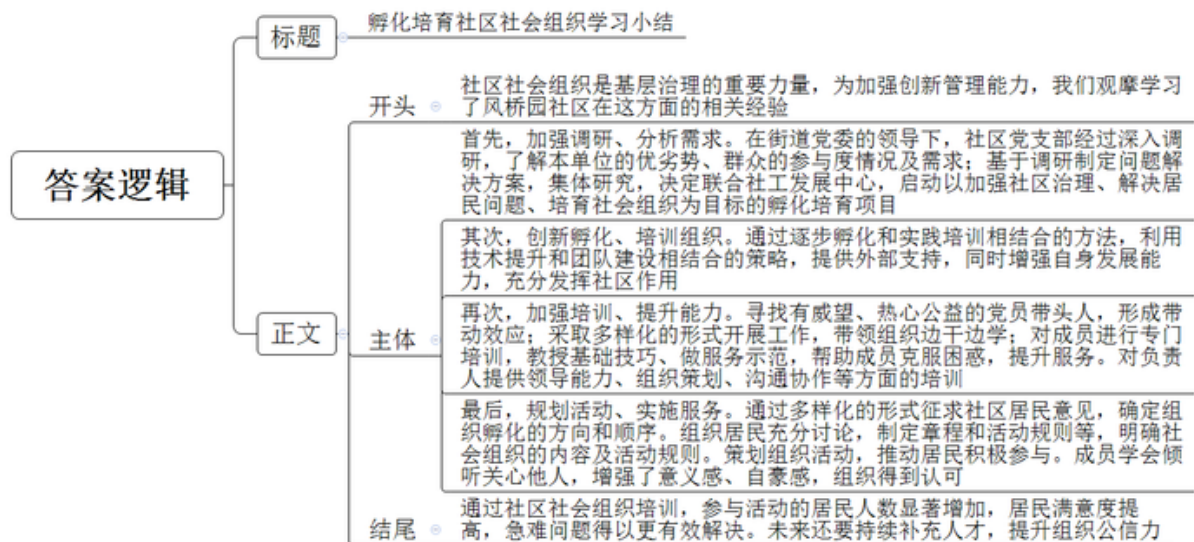 答案逻辑
标题
孵化培育社区社会组织学习小结
正文
开头
社区社会组织是基层治理的重要力量，为加强创新管理能力，我们观摩学习
了风桥园社区在这方面的相关经验
主体
首先，加强调研、分析需求。在街道党委的领导下，社区党支部经过深入调
研，了解本单位的优劣势、群众的参与度情况及需求；基于调研制定问题解
决方案，集体研究，决定联合社工发展中心，启动以加强社区治理、解决居
民问题、培育社会组织为目标的孵化培育项目
其次，创新孵化、培训组织。通过逐步孵化和实践培训相结合的方法，利用
技术提升和团队建设相结合的策略，提供外部支持，同时增强自身发展能
力，充分发挥社区作用
再次，加强培训、提升能力。寻找有威望、热心公益的党员带头人，形成带
动效应；采取多样化的形式开展工作，带领组织边干边学；对成员进行专门
培训，教授基础技巧、做服务示范，帮助成员克服困惑，提升服务。对负责
人提供领导能力、组织策划、沟通协作等方面的培训
最后，规划活动、实施服务。通过多样化的形式征求社区居民意见，确定组
织孵化的方向和顺序。组织居民充分讨论，制定章程和活动规则等，明确社
会组织的内容及活动规则。策划组织活动，推动居民积极参与。成员学会倾
听关心他人，增强了意义感、自豪感，组织得到认可
结尾
通过社区社会组织培训，参与活动的居民人数显著增加，居民满意度提
高，急难问题得以更有效解决。未来还要持续补充人才，提升组织公信力